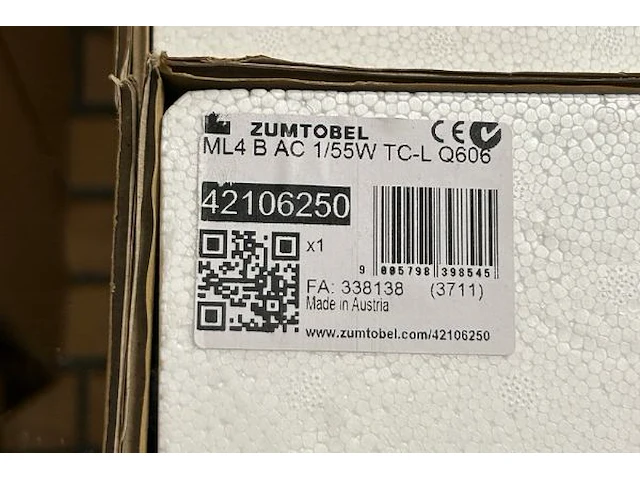 ZUMTOBEL CE
ML4 B AC 1/55W TC-L Q606
42106250
x1
9 005798 398545
FA: 338138 (3711)
Made in Austria
www.zumtobel.com/42106250